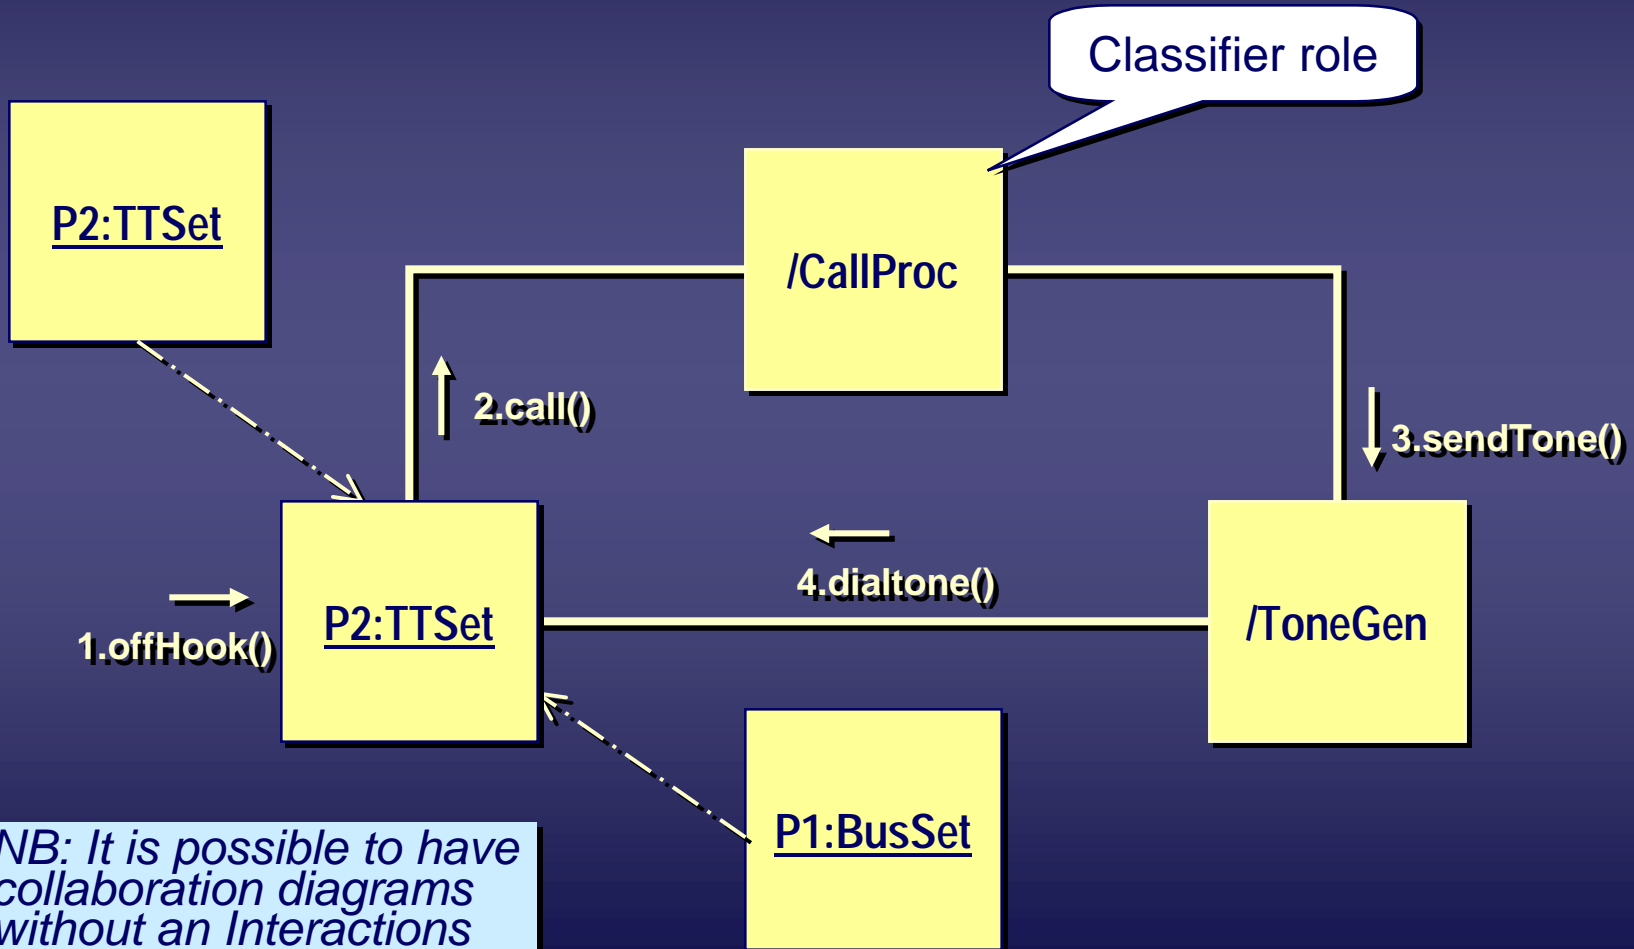 Classifier role
P2:TTSet
/CallProc
2.call()
3.sendTone()
4.dialtone()
1.offHook()
P2:TTSet
/ToneGen
P1:BusSet
NB: It is possible to have
collaboration diagrams
without an Interactions